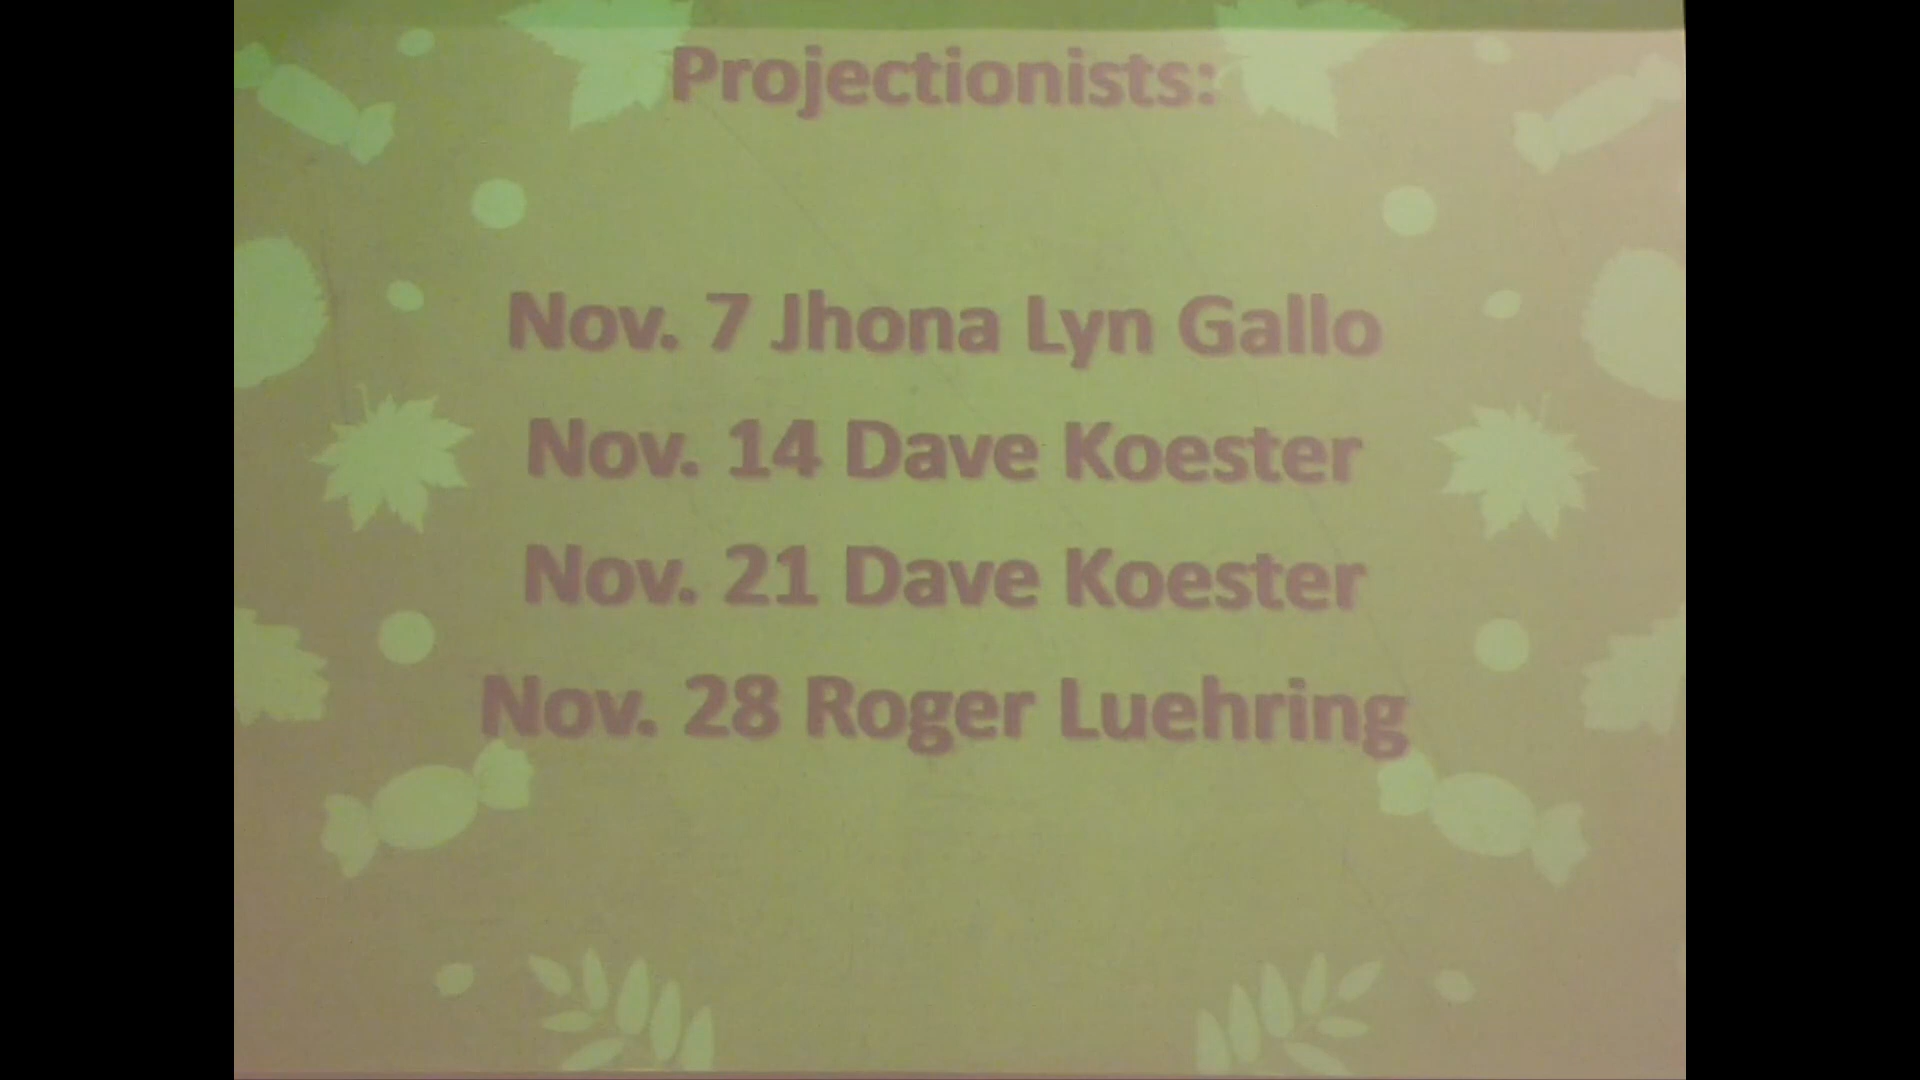 Projectionists:
Nov. 7 Jhona Lyn Gallo
Nov. 14 Dave Koester
Nov. 21 Dave Koester
Nov. 28 Roger Luehring